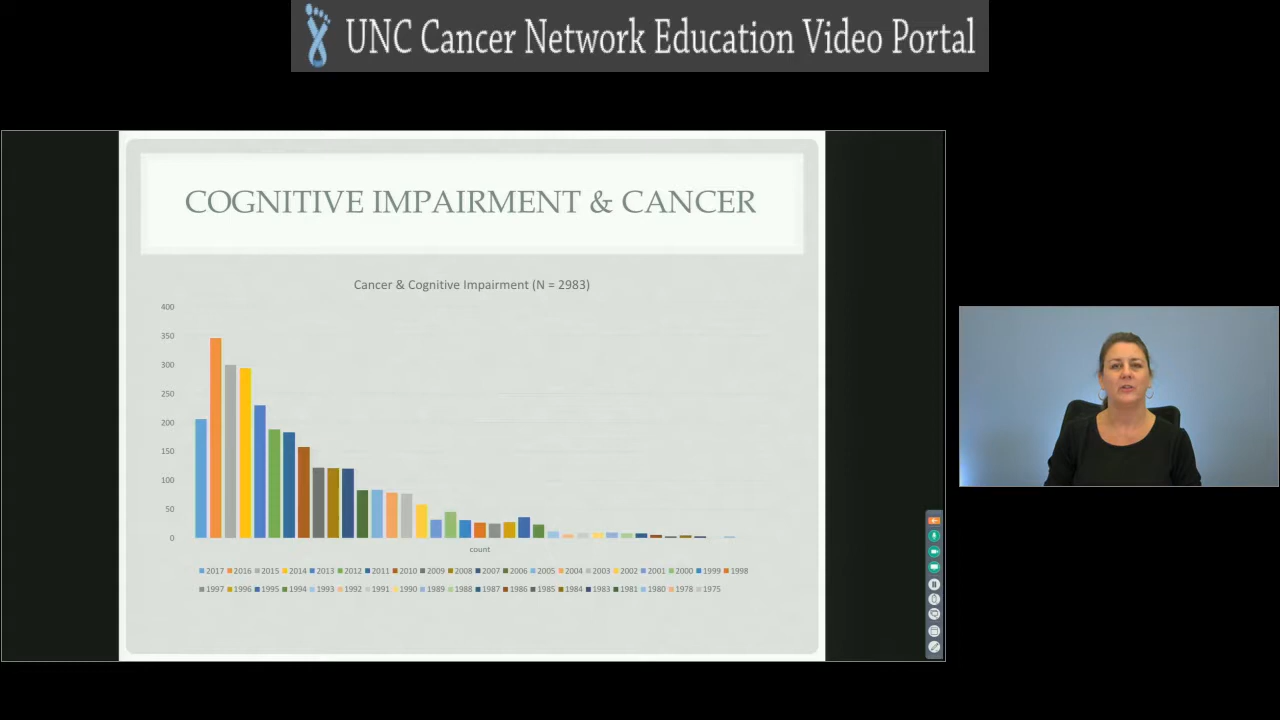 UNC Cancer Network Education Video Portal
COGNITIVE IMPAIRMENT & CANCER
Cancer & Cognitive Impairment (N = 2983)
400
350
300
250
200
150
100
50
0
count
2017 2016 2015 2014 2013 2012 2011 2010 2009 2008 2007 2006 2005 2004 2003 2002 2001 2000 1999 1998
1997 1996 1995 1994 1993 1992 1991 1990 1989 1988 1987 1986 1985 1984 1983 1981 1980 1978 1975